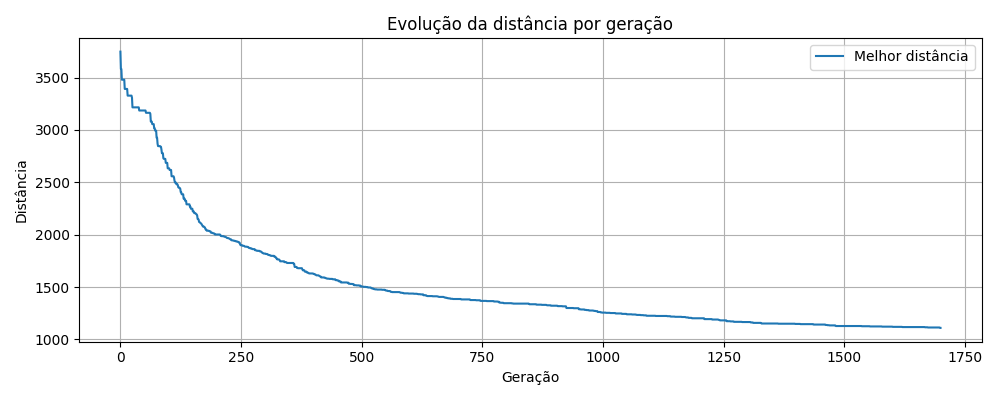 Evolução da distância por geração
Melhor distância
Distância
3500
3000
2500
2000
1500
1000
0 250 500 750 1000 1250 1500 1750
Geração